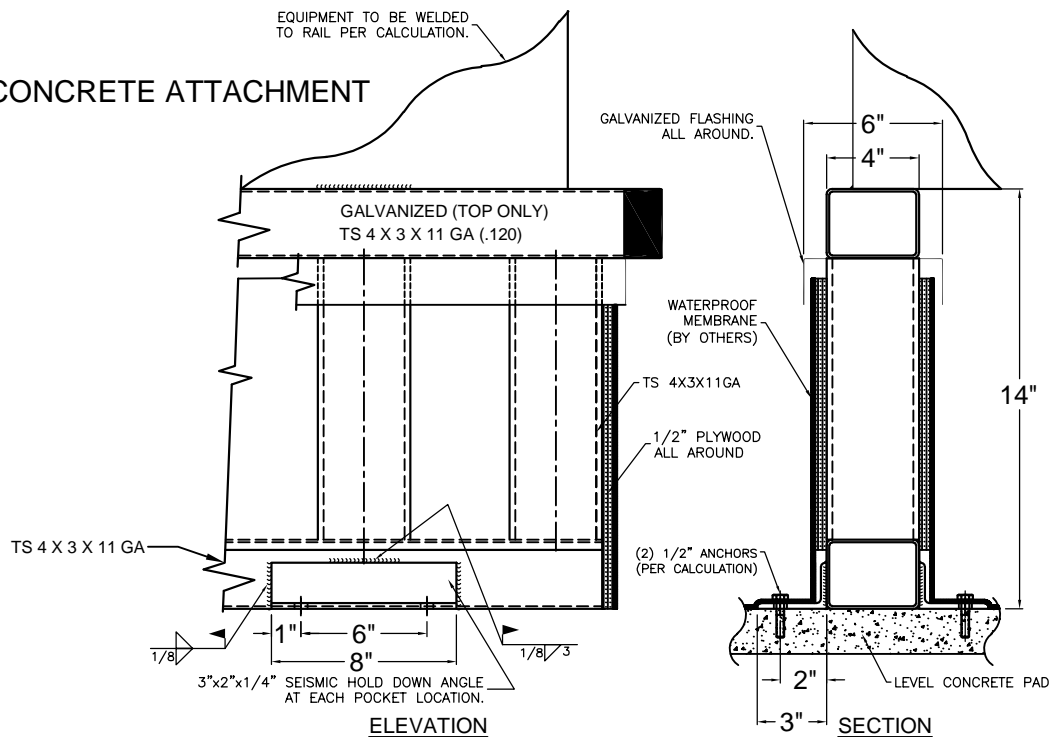 EQUIPMENT TO BE WELDED
TO RAIL PER CALCULATION.
CONCRETE ATTACHMENT
GALVANIZED FLASHING
ALL AROUND.
6"
4"
GALVANIZED (TOP ONLY)
TS 4 X 3 X 11 GA (.120)
WATERPROOF
MEMBRANE
(BY OTHERS)
TS 4X3X11GA
14"
1/2" PLYWOOD
ALL AROUND
TS 4 X 3 X 11 GA
(2) 1/2" ANCHORS
(PER CALCULATION)
1"
6"
8"
1/8
1/8
3
3"x2"x1/4" SEISMIC HOLD DOWN ANGLE
AT EACH POCKET LOCATION.
2"
3"
LEVEL CONCRETE PAD
ELEVATION
SECTION